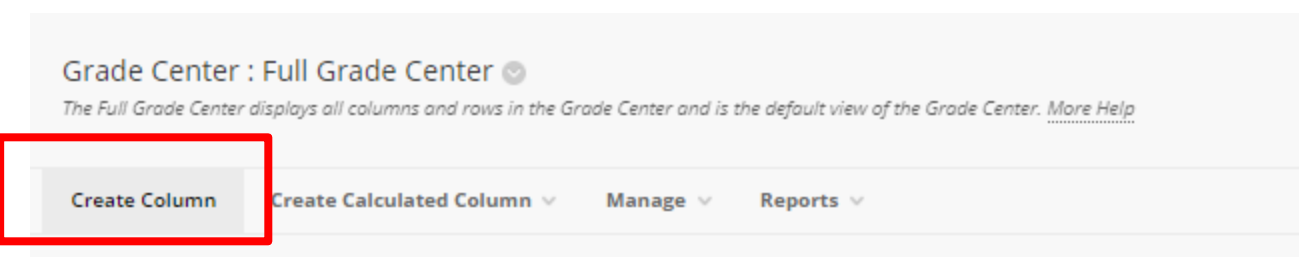 Grade Center : Full Grade Center
The Full Grade Center displays all columns and rows in the Grade Center and is the default view of the Grade Center. More Help
Create Column Create Calculated Column Manage Reports